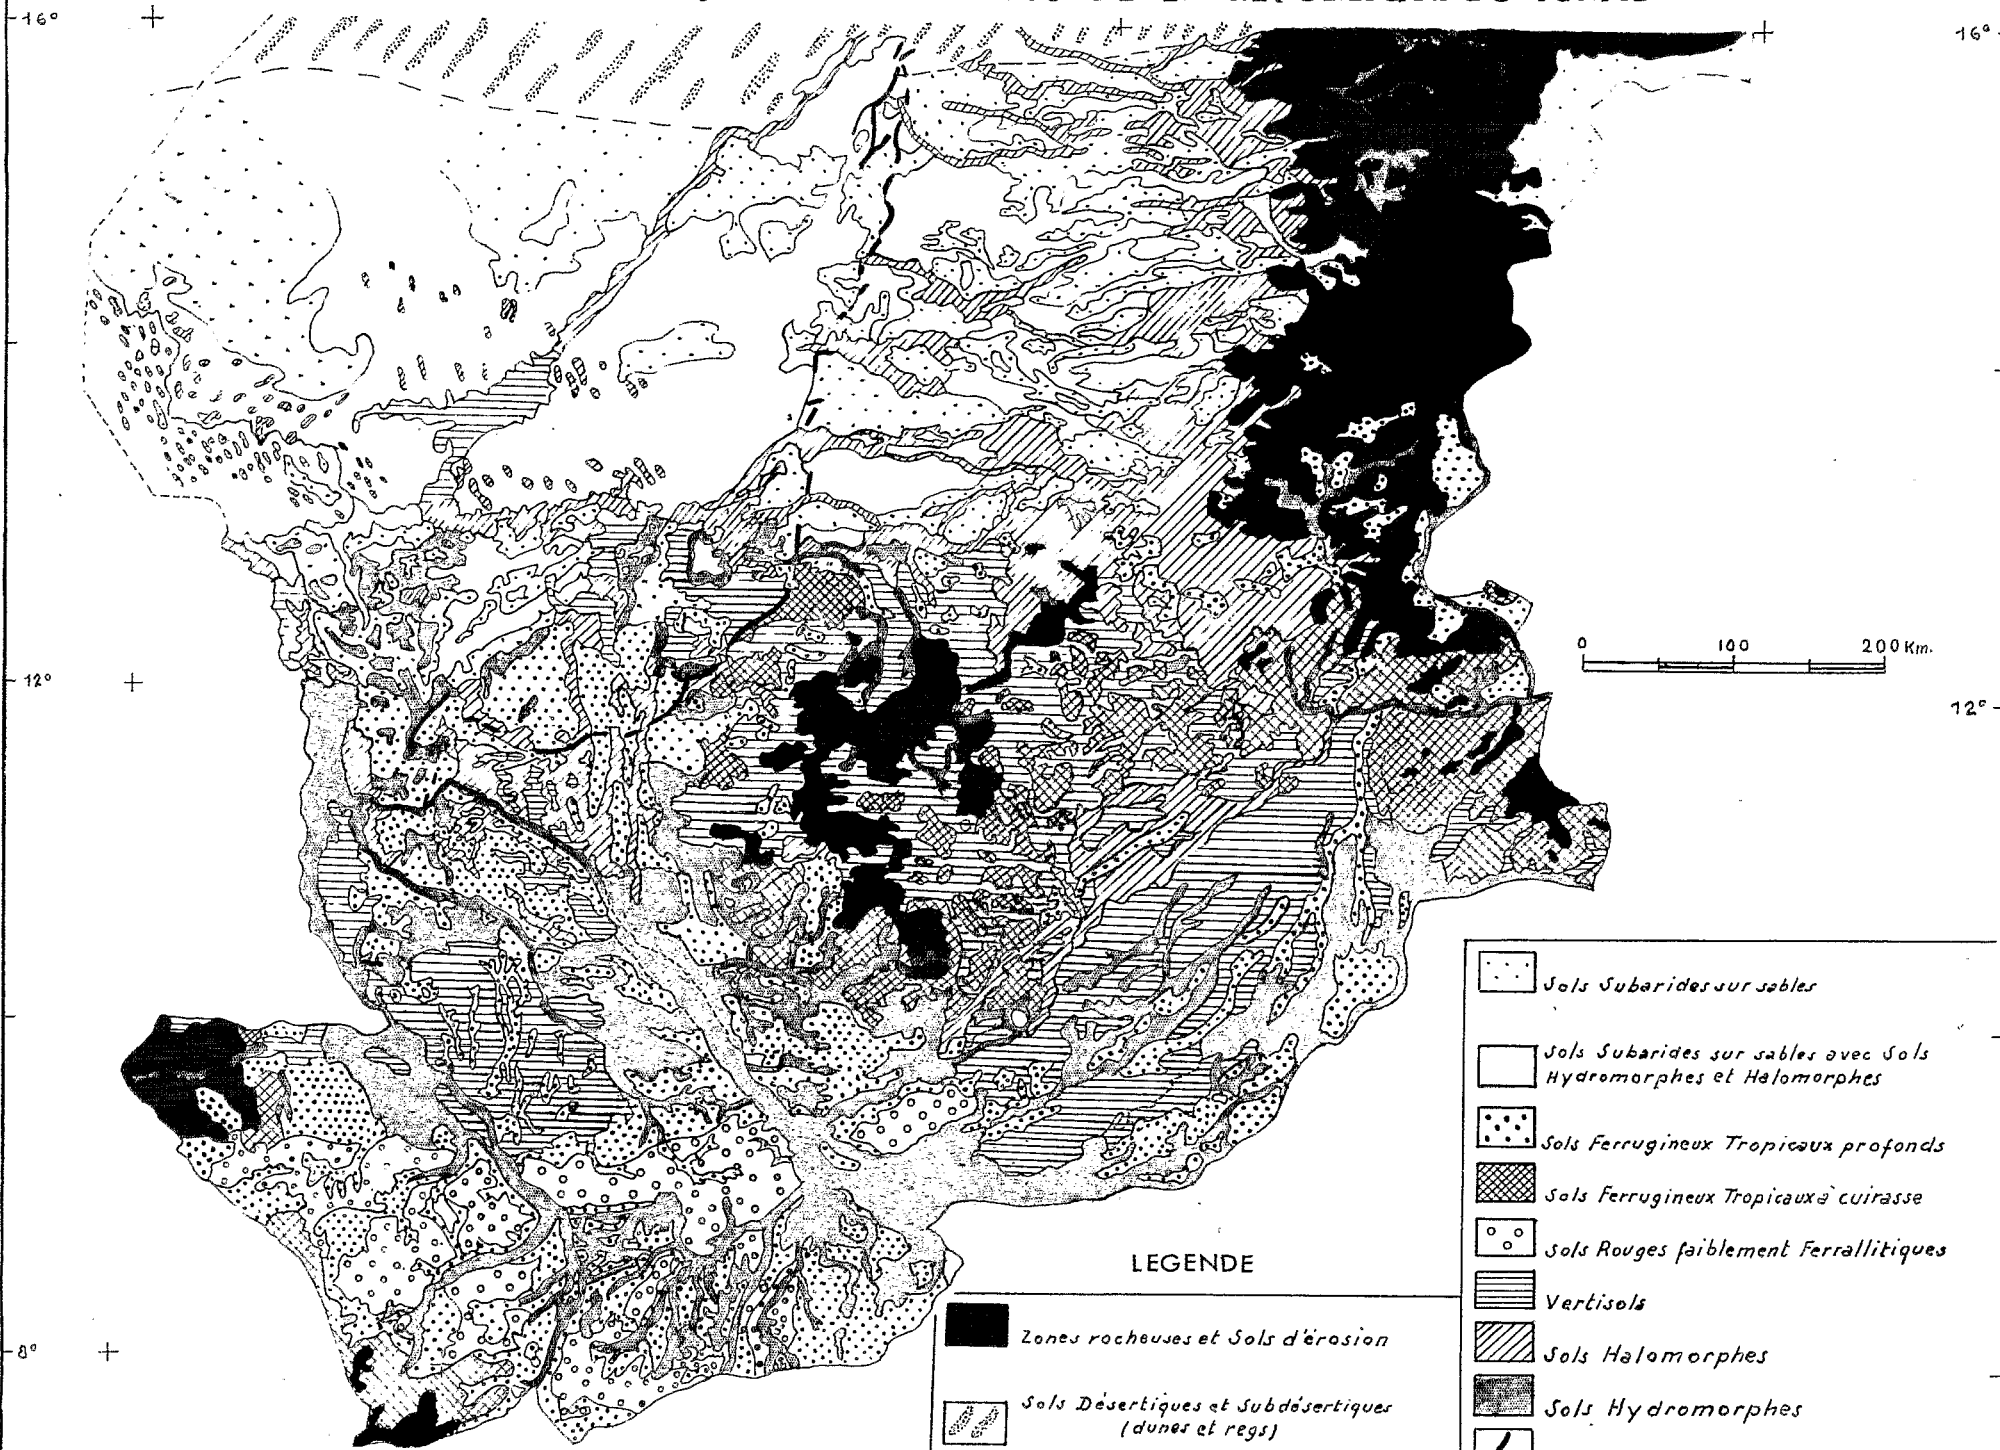 16°
16°
12°
12°
8°
0 100 200 Km.
LEGENDE
Zones rocheuses et Sols d'érosion
Sols Désertiques et Subdésertiques
(dunes et regs)
Sols Subarides sur sables
Sols Subarides sur sables avec Sols
Hydromorphes et Halomorphes
Sols Ferrugineux Tropicaux profonds
Sols Ferrugineux Tropicaux à cuirasse
Sols Rouges faiblement Ferrallitiques
Vertisols
Sols Halomorphes
Sols Hydromorphes